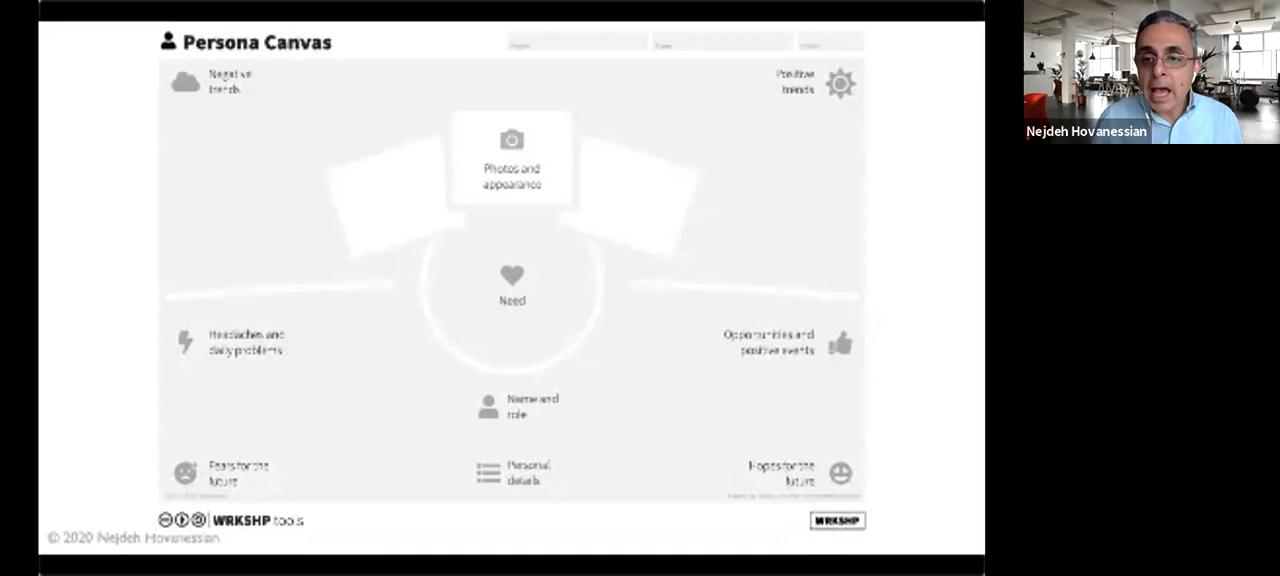 Persona Canvas
Negative
trends
Positive
trends
Photos and
appearance
Need
Headaches and
daily problems
Opportunities and
positive events
Name and
role
Fears for the
future
Personal
details
Hopes for the
future
WRKSHP tools
WRKSHP
© 2020 Nejdeh Hovanessian
Nejdeh Hovanessian